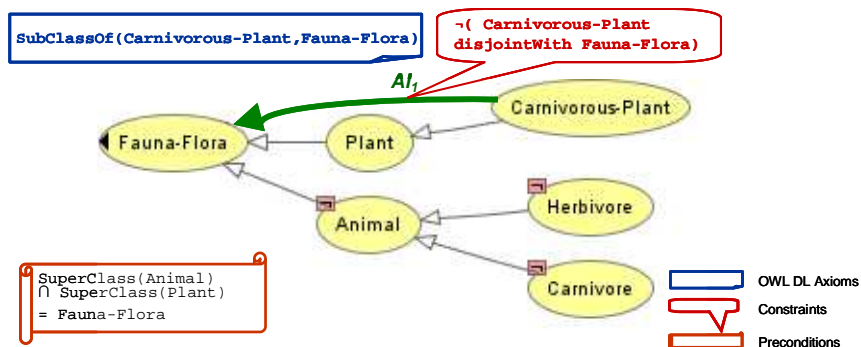 SubClassOf(Carnivorous-Plant,Fauna-Flora)
¬( Carnivorous-Plant
disjointWith Fauna-Flora)
AI1
Carnivorous-Plant
Fauna-Flora
Plant
¬
Herbivore
¬
Animal
¬
Carnivore
SuperClass(Animal)
∩ SuperClass(Plant)
= Fauna-Flora
OWL DL Axioms
Constraints
Preconditions